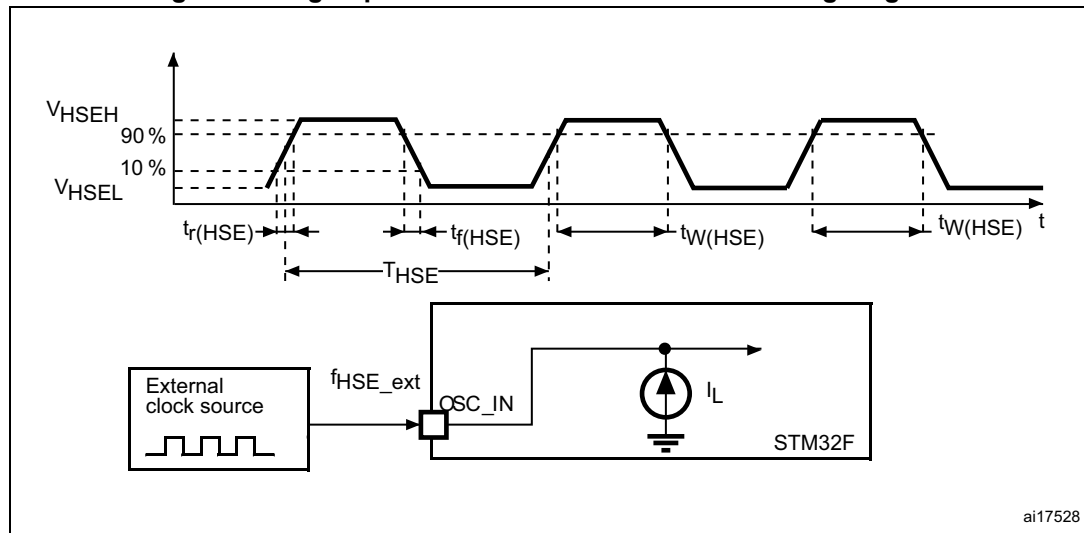 VHSEH
90 %
10 %
VHSEL
tr(HSE)
tf(HSE)
tW(HSE)
tW(HSE)
t
THSE
External
clock source
fHSE_ext
OSC_IN
IL
STM32F
ai17528